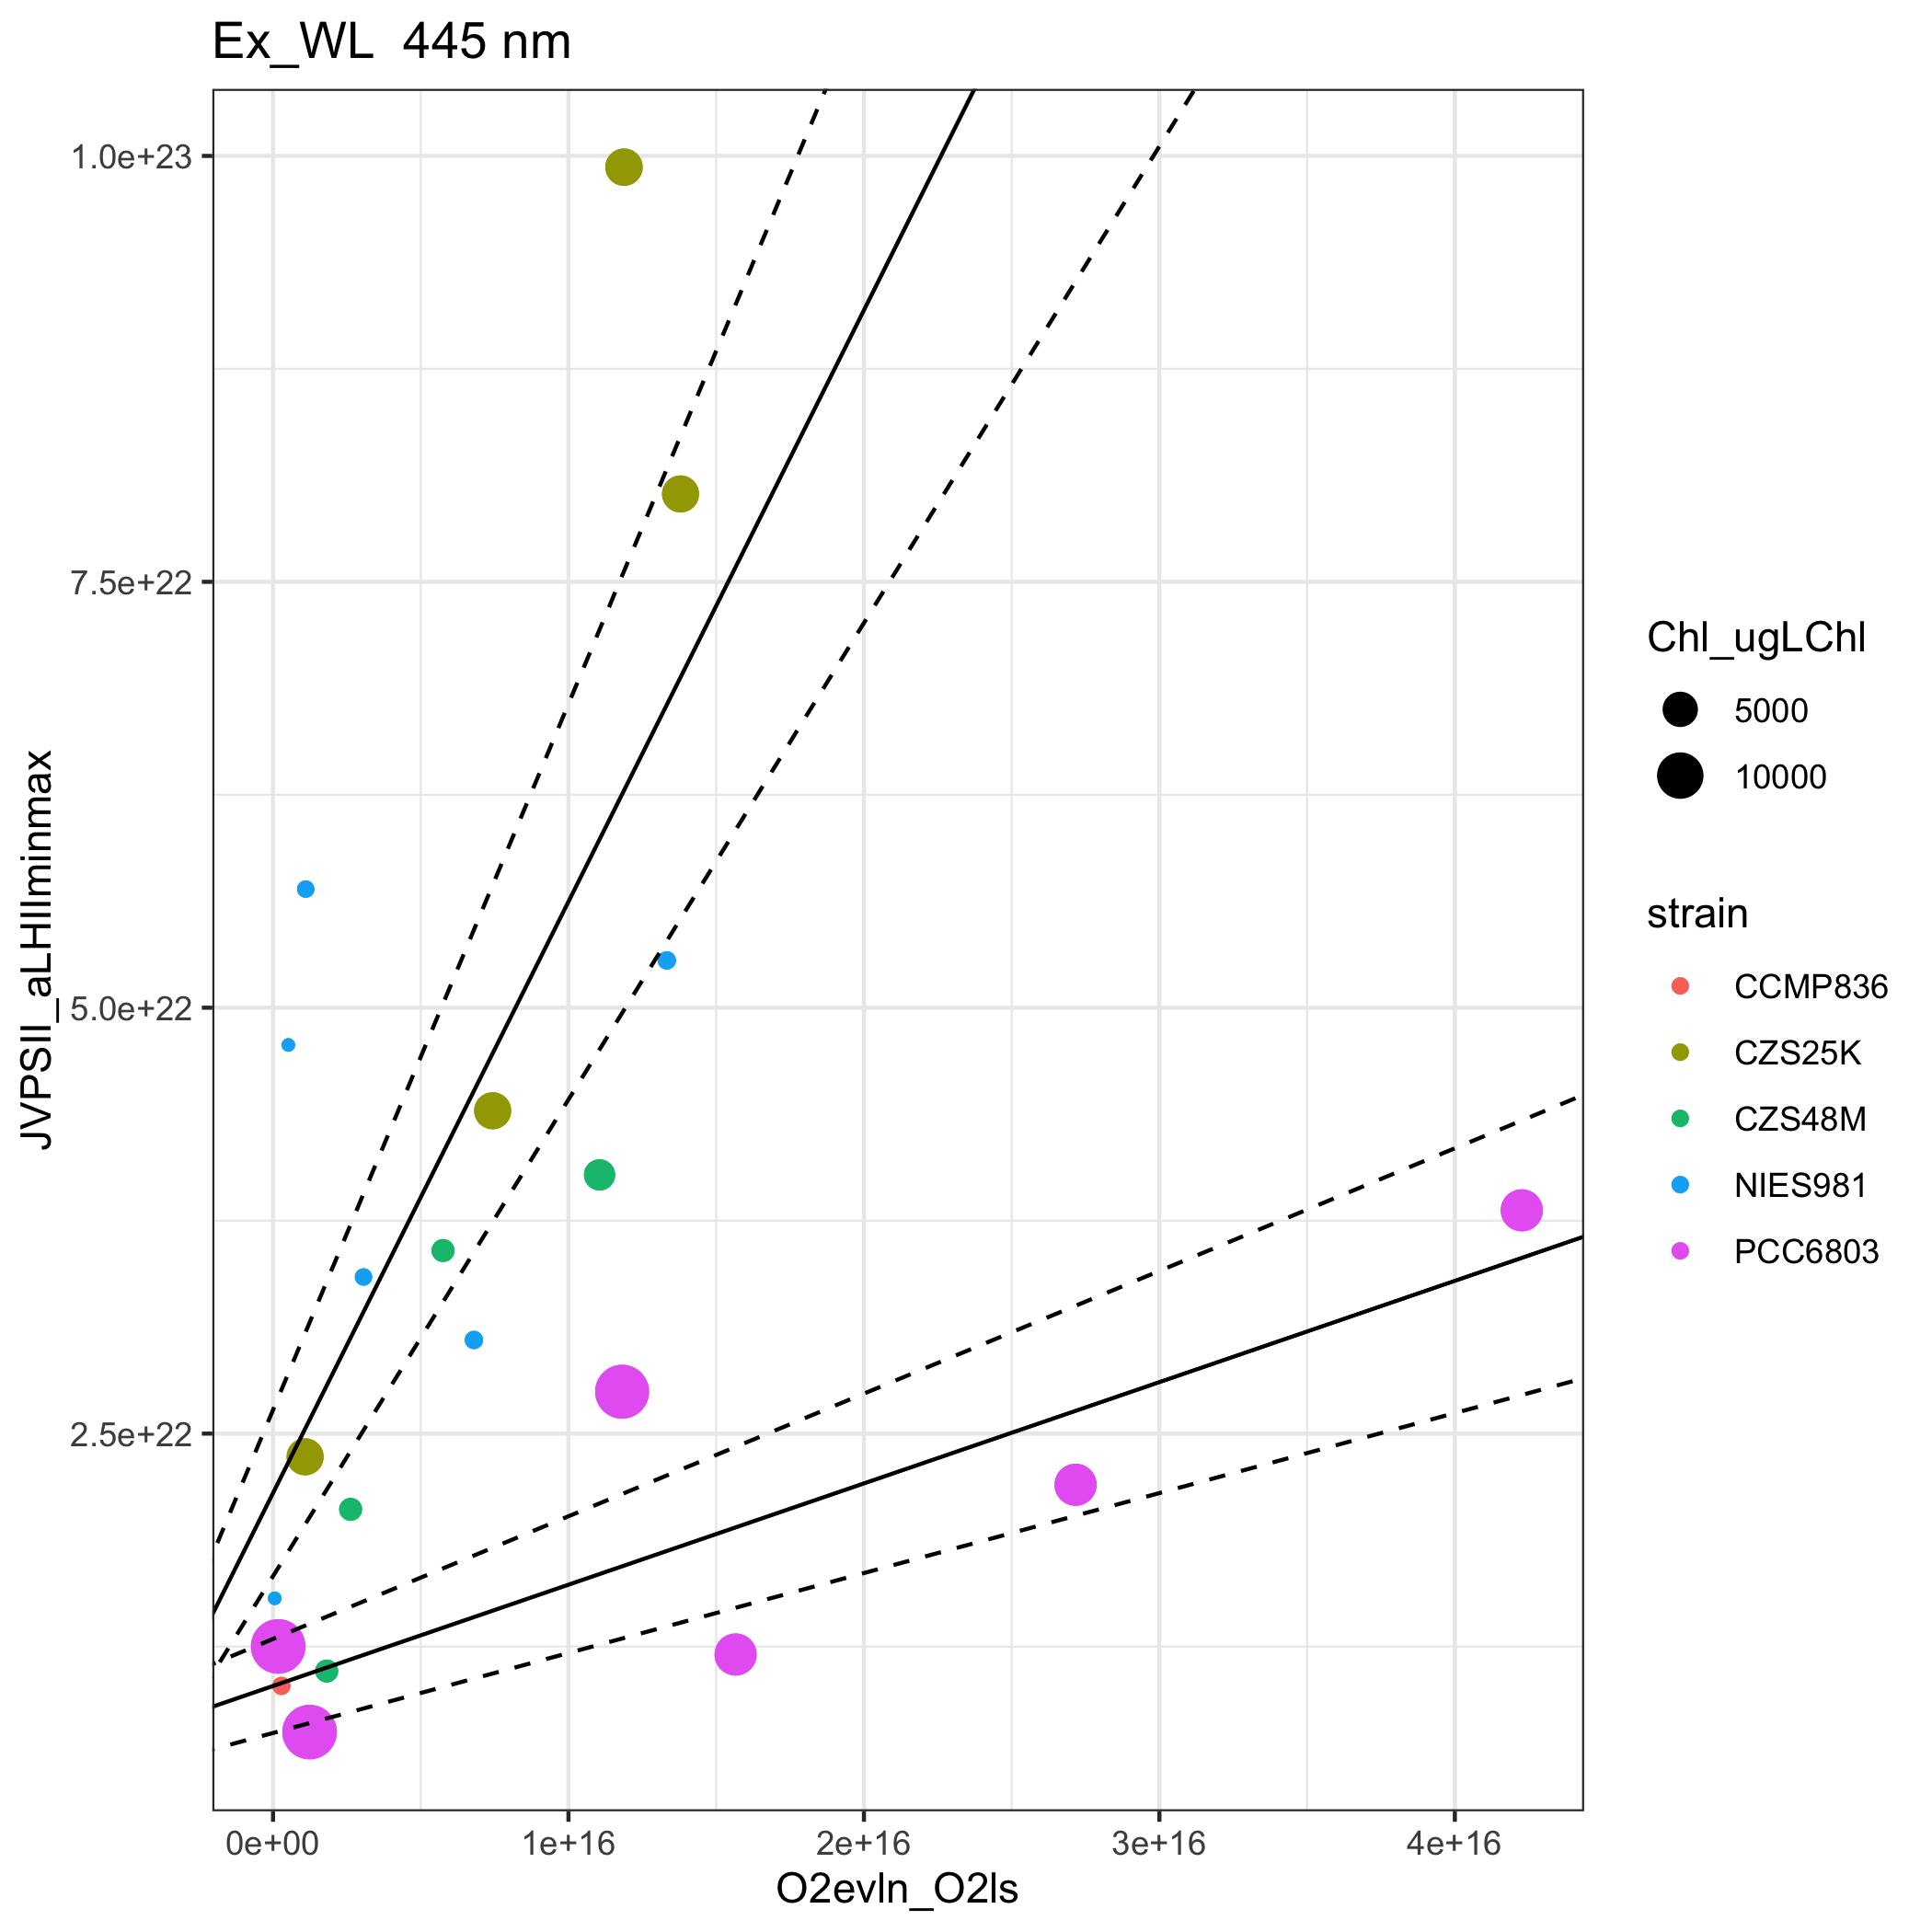 Ex_WL 445 nm
1.0e+23
7.5e+22
5.0e+22
2.5e+22
JVPSII_aLHIIminmax
0e+00
1e+16
2e+16
3e+16
4e+16
O2evln_O2ls
Chl_ugLChl
5000
10000
strain
CCMP836
CZS25K
CZS48M
NIES981
PCC6803